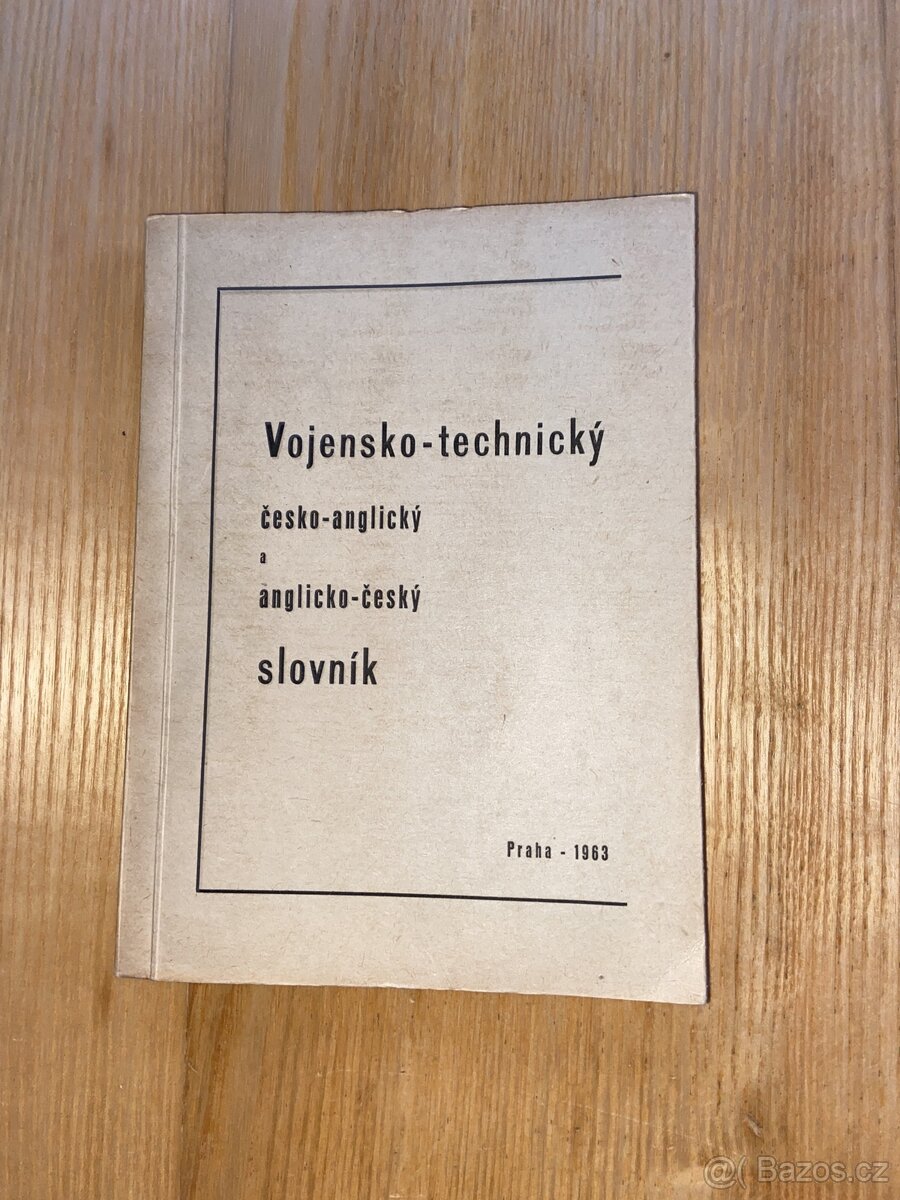 Vojensko-technický
česko-anglický
a
anglicko-český
slovník
Praha - 1963
@( Bazos.cz